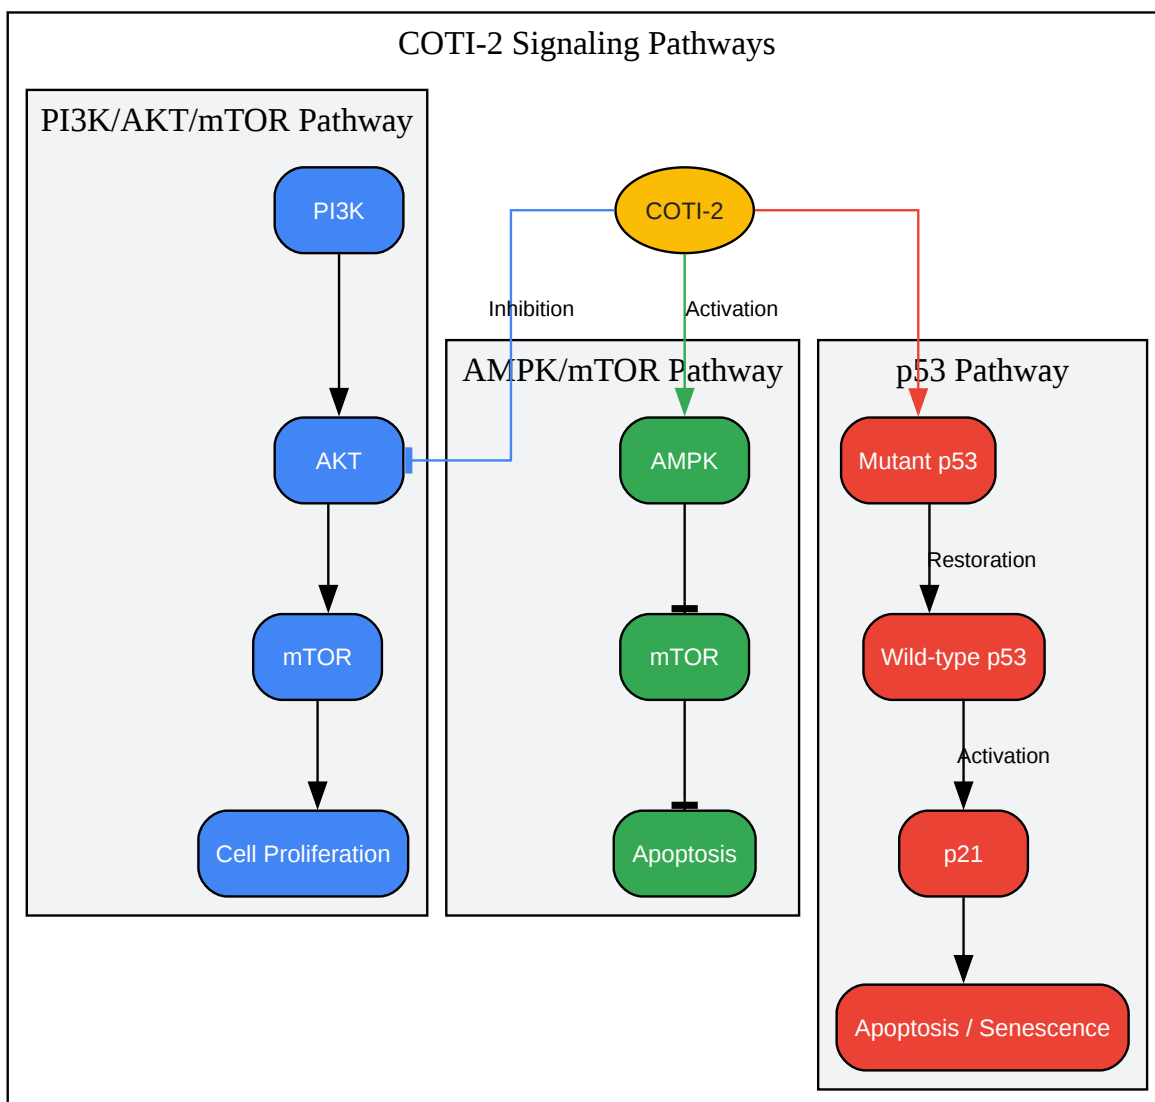 COTI-2 Signaling Pathways
PI3K/AKT/mTOR Pathway
PI3K
COTI-2
Inhibition
Activation
AMPK/mTOR Pathway
p53 Pathway
AKT
AMPK
Mutant p53
Restoration
mTOR
mTOR
Wild-type p53
Activation
Cell Proliferation
Apoptosis
p21
Apoptosis / Senescence